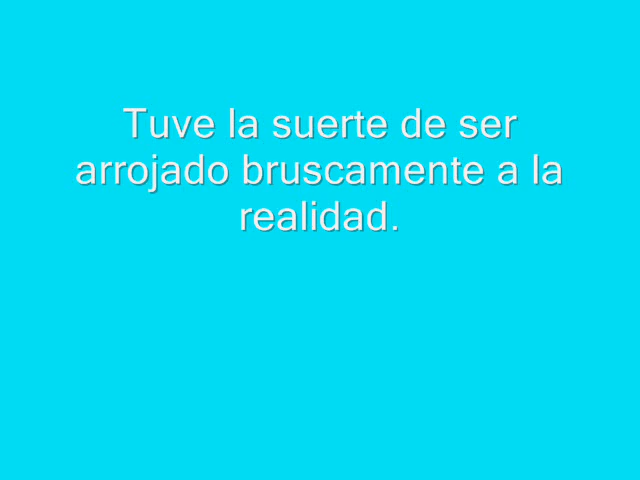 Tuve la suerte de ser
arrojado bruscamente a la
realidad.